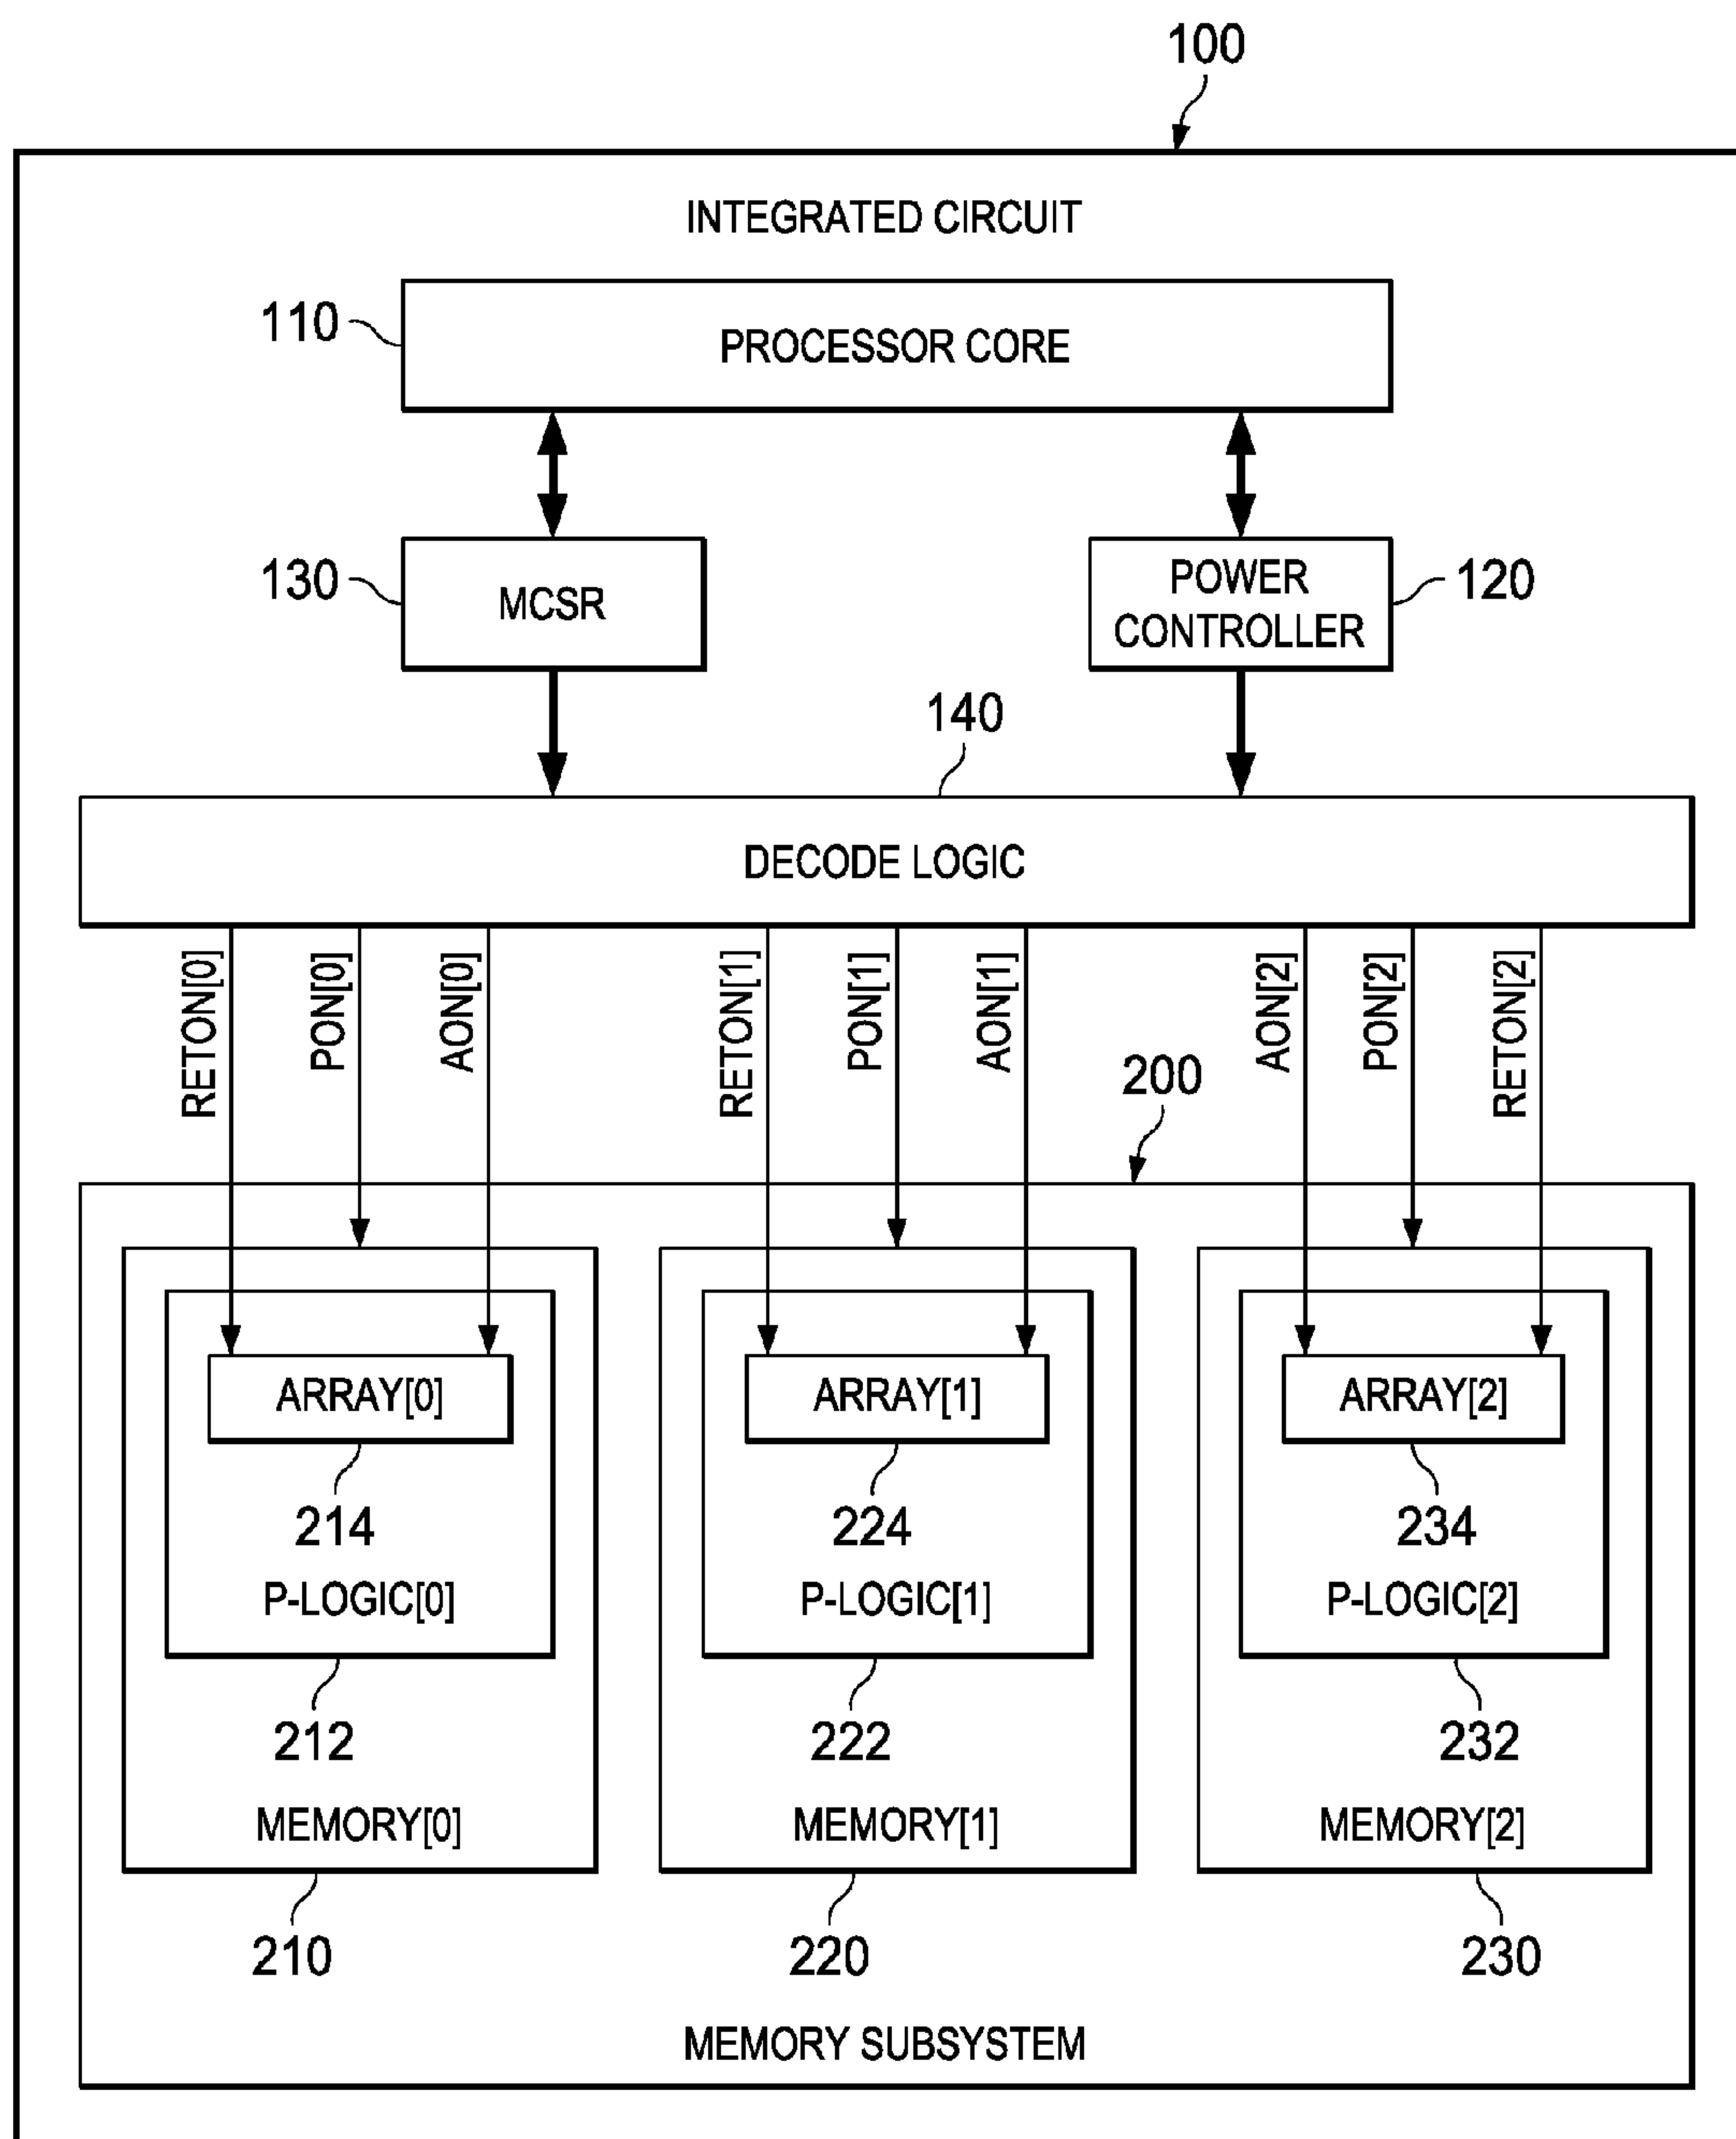 100
INTEGRATED CIRCUIT
110
PROCESSOR CORE
130
MCSR
POWER
CONTROLLER
120
140
DECODE LOGIC
RETON[0]
PON[0]
AON[0]
RETON[1]
PON[1]
AON[1]
AON[2]
PON[2]
RETON[2]
200
ARRAY[0]
ARRAY[1]
ARRAY[2]
214
224
234
P-LOGIC[0]
P-LOGIC[1]
P-LOGIC[2]
212
222
232
MEMORY[0]
MEMORY[1]
MEMORY[2]
210
220
230
MEMORY SUBSYSTEM